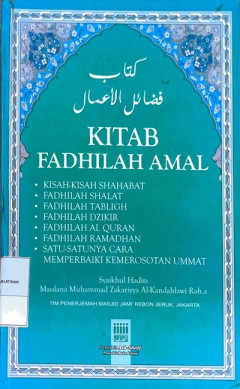 كتاب
فضائل الأعمال
KITAB
FADHILAH AMAL
• KISAH-KISAH SHAHABAT
• FADHILAH SHALAT
• FADHILAH TABLIGH
• FADHILAH DZIKIR
• FADHILAH AL QURAN
• FADHILAH RAMADHAN
• SATU-SATUNYA CARA
MEMPERBAIKI KEMEROSOTAN UMMAT
Syaikhul Hadits
Maulana Muhammad Zakariyya Al-Kandahlawi Rah.a
TIM PENERJEMAH MASJID JAMI' KEBON JERUK, JAKARTA